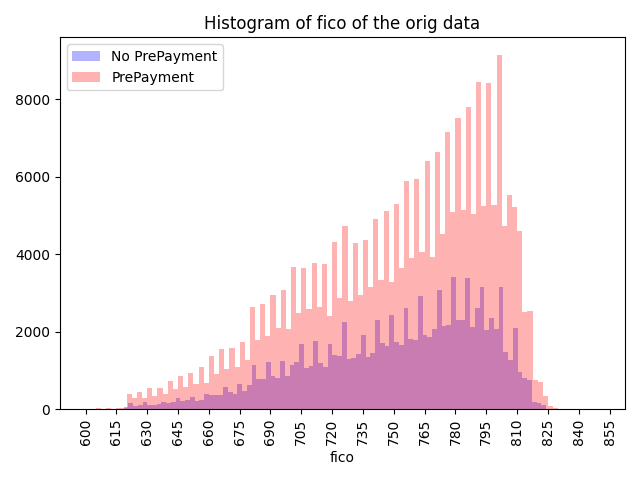 Histogram of fico of the orig data
No PrePayment
PrePayment
8000
6000
4000
2000
0
600 615 630 645 660 675 690 705 720 735 750 765 780 795 810 825 840 855
fico